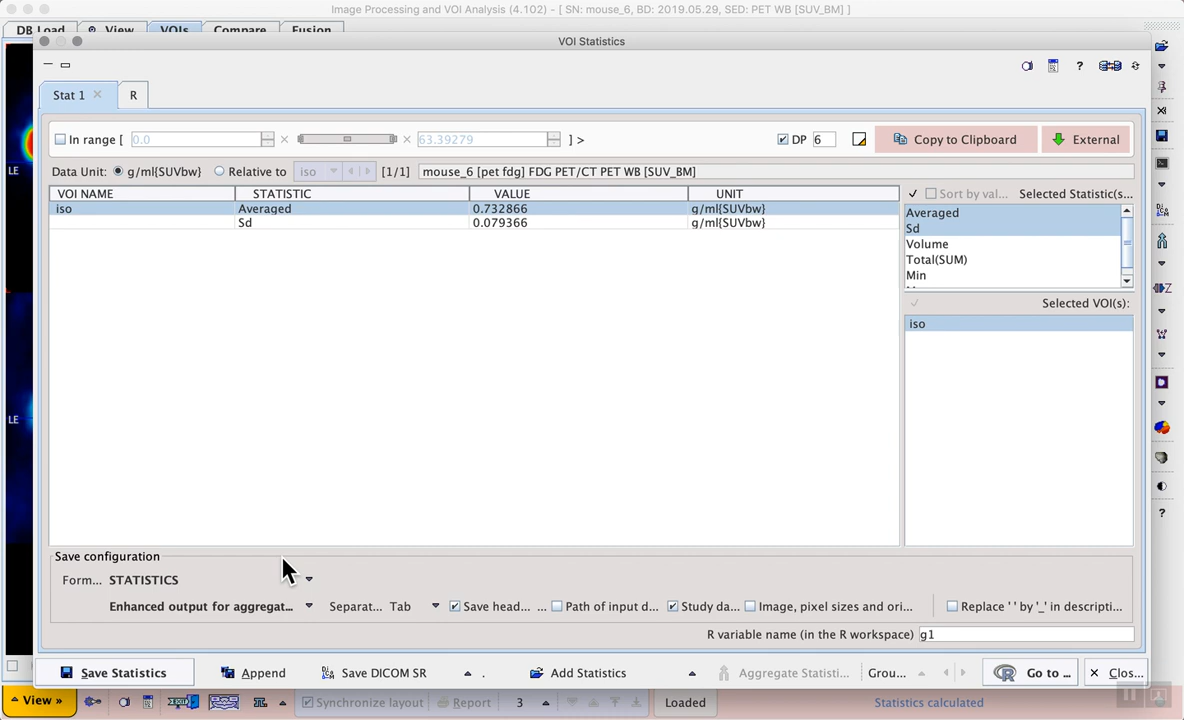 Image Processing and VOI Analysis (4.102) - [ SN: mouse_6, BD: 2019.05.29, SED: PET WB [SUV_BM] ]
DB Load View VOIs Compare Fusion
VOI Statistics
?
Stat 1 R
In range [ 0.0 63.39279 ] > DP 6 Copy to Clipboard External
Data Unit: g/ml{SUVbw} Relative to iso [1/1] mouse_6 [pet fdg] FDG PET/CT PET WB [SUV_BM]
VOI NAME STATISTIC VALUE UNIT Sort by val... Selected Statistic(s...
iso Averaged 0.732866 g/ml{SUVbw} Averaged
Sd 0.079366 g/ml{SUVbw} Sd
Volume
Total(SUM)
Min
Selected VOI(s):
iso
LE
LE
Save configuration
Form... STATISTICS
Enhanced output for aggregat... Separat... Tab Save head... ... Path of input d... Study da... Image, pixel sizes and ori... Replace ' ' by '_' in descripti...
R variable name (in the R workspace) g1
Save Statistics Append Save DICOM SR . Add Statistics Aggregate Statisti... Grou... Go to ... Clos...
View » Synchronize layout Report 3 Loaded Statistics calculated